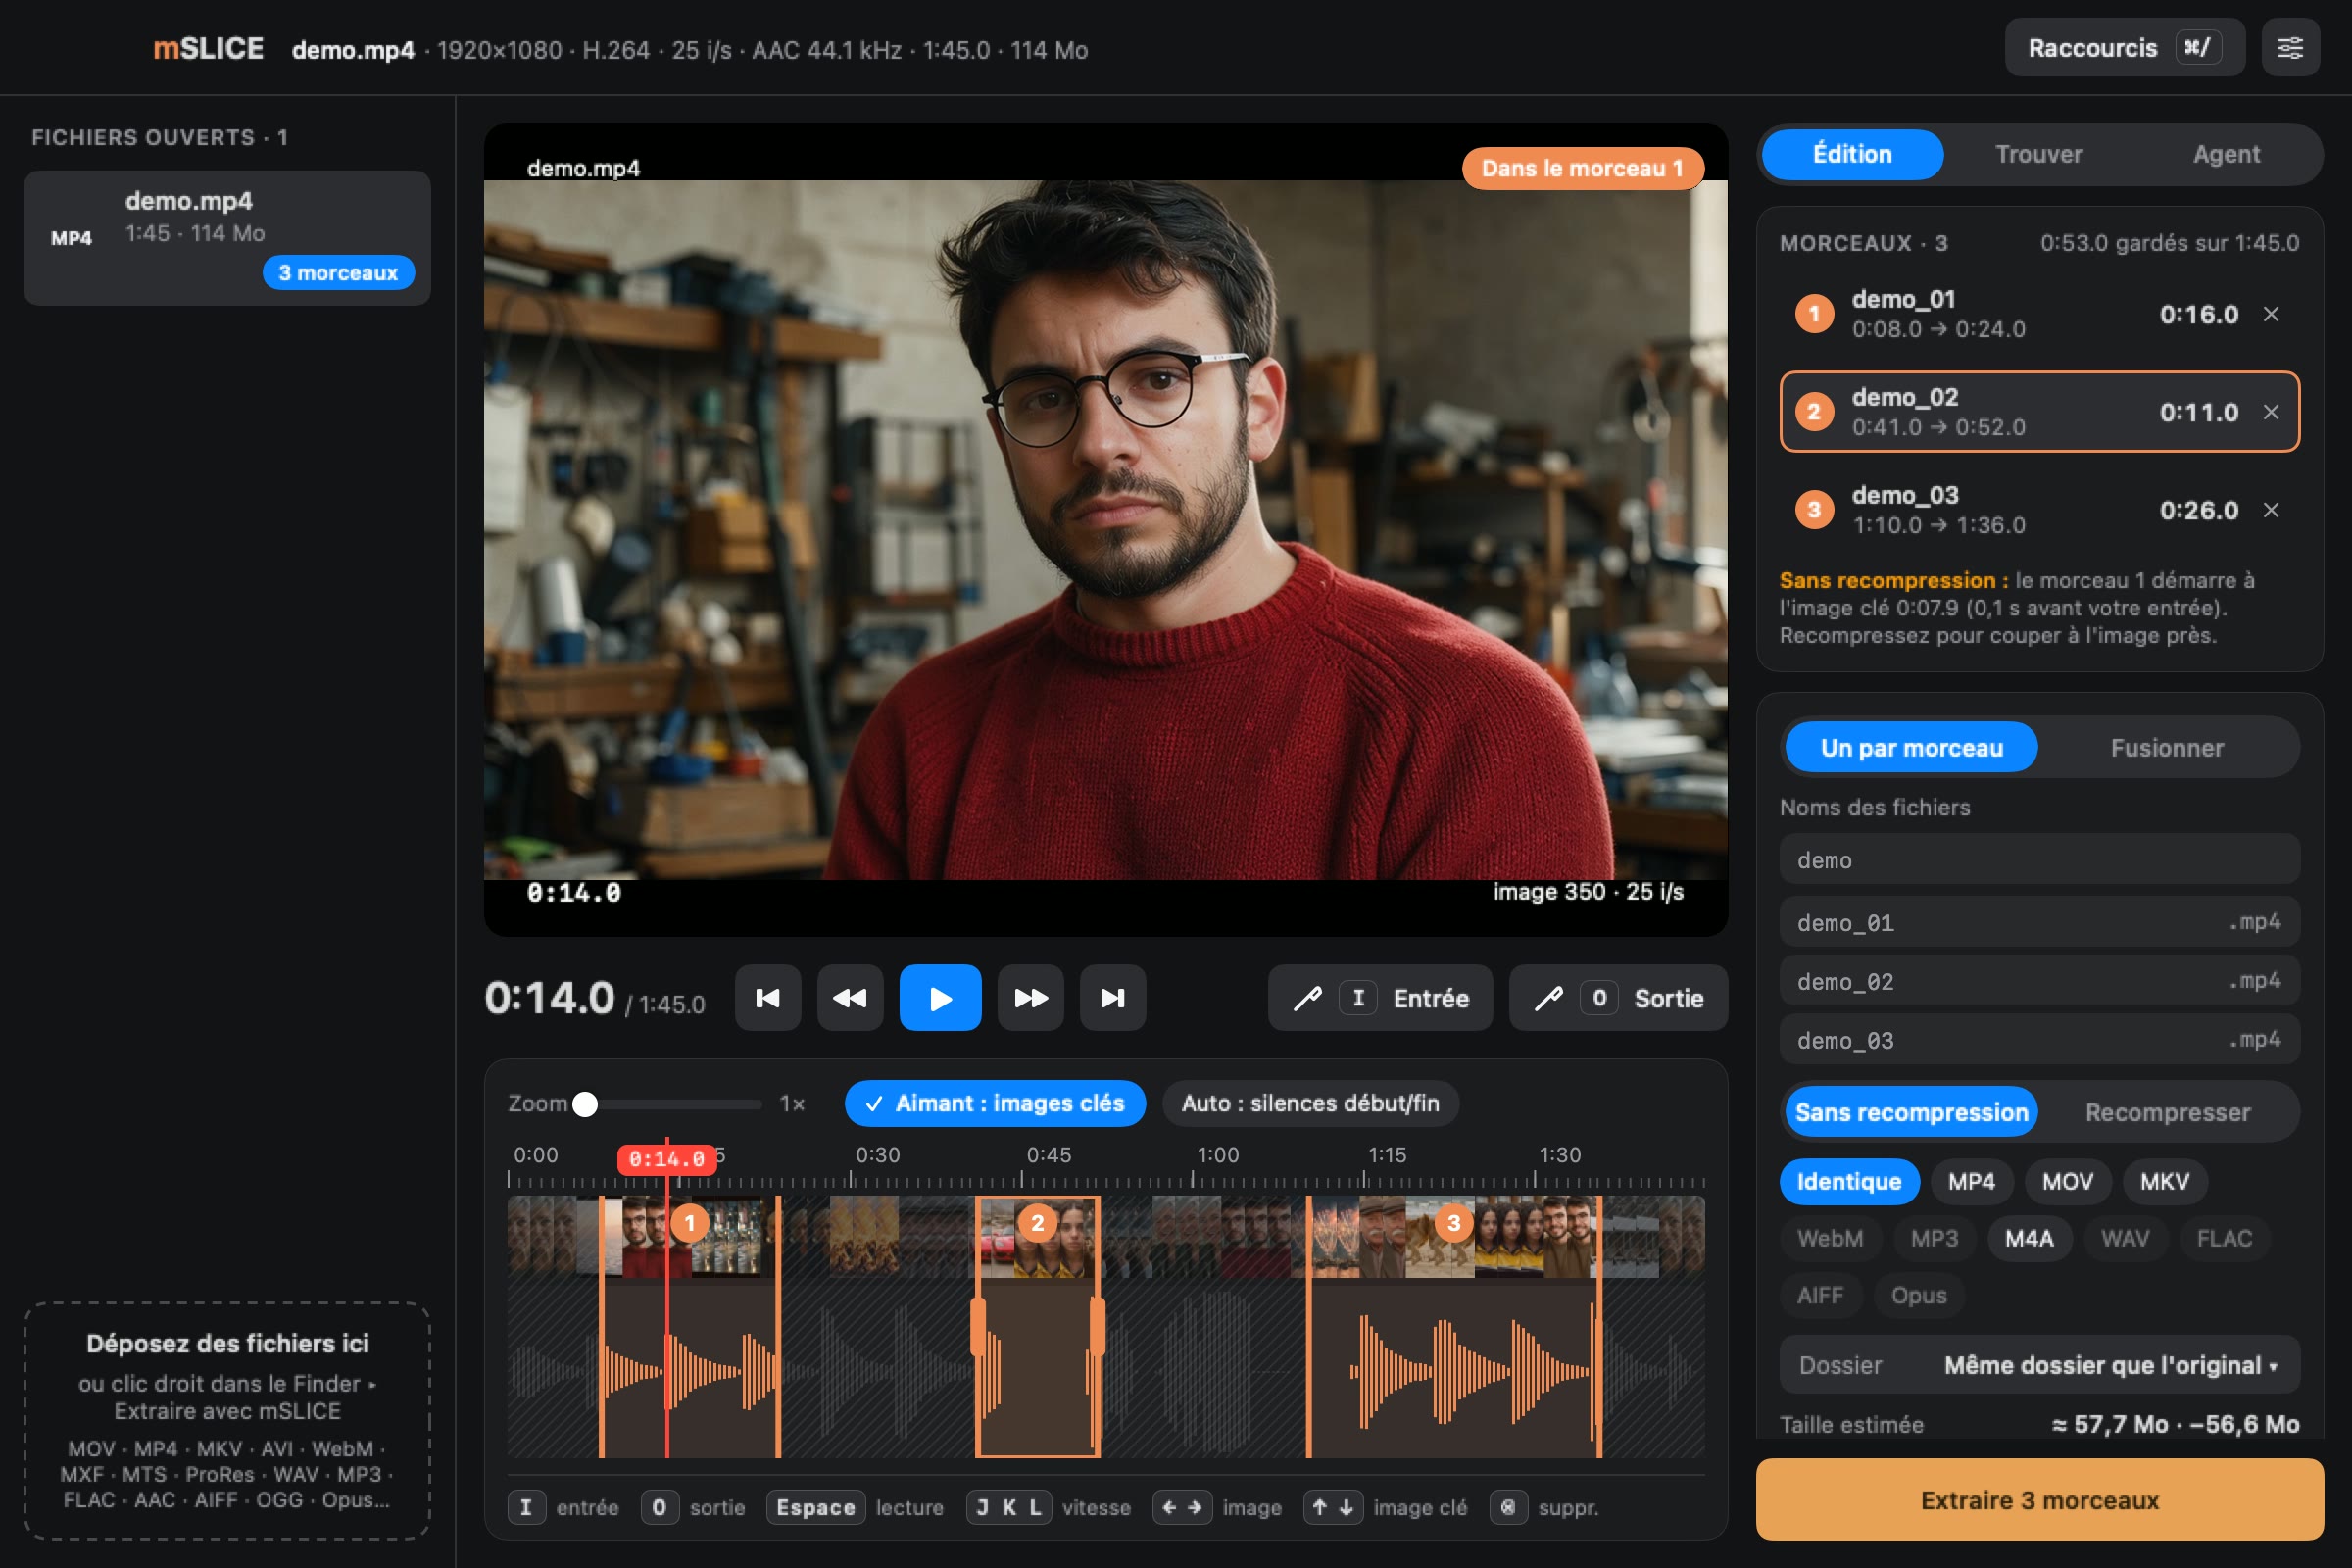 mSLICE demo.mp4 · 1920×1080 · H.264 · 25 i/s · AAC 44.1 kHz · 1:45.0 · 114 Mo
Raccourcis ⌘/
FICHIERS OUVERTS · 1
MP4
demo.mp4
1:45 · 114 Mo
3 morceaux
Déposez des fichiers ici
ou clic droit dans le Finder ▸
Extraire avec mSLICE
MOV · MP4 · MKV · AVI · WebM ·
MXF · MTS · ProRes · WAV · MP3 ·
FLAC · AAC · AIFF · OGG · Opus…
demo.mp4
Dans le morceau 1
0:14.0
image 350 · 25 i/s
0:14.0 / 1:45.0
I Entrée
O Sortie
Zoom 1×
✓ Aimant : images clés
Auto : silences début/fin
0:00 0:14.0 5 0:30 0:45 1:00 1:15 1:30
1 2 3
I entrée O sortie Espace lecture J K L vitesse ← → image ↑ ↓ image clé ⌫ suppr.
Édition Trouver Agent
MORCEAUX · 3 0:53.0 gardés sur 1:45.0
1 demo_01 0:16.0 ×
0:08.0 → 0:24.0
2 demo_02 0:11.0 ×
0:41.0 → 0:52.0
3 demo_03 0:26.0 ×
1:10.0 → 1:36.0
Sans recompression : le morceau 1 démarre à
l'image clé 0:07.9 (0,1 s avant votre entrée).
Recompressez pour couper à l'image près.
Un par morceau Fusionner
Noms des fichiers
demo
demo_01 .mp4
demo_02 .mp4
demo_03 .mp4
Sans recompression Recompresser
Identique MP4 MOV MKV
WebM MP3 M4A WAV FLAC
AIFF Opus
Dossier Même dossier que l'original ▾
Taille estimée ≈ 57,7 Mo · −56,6 Mo
Extraire 3 morceaux